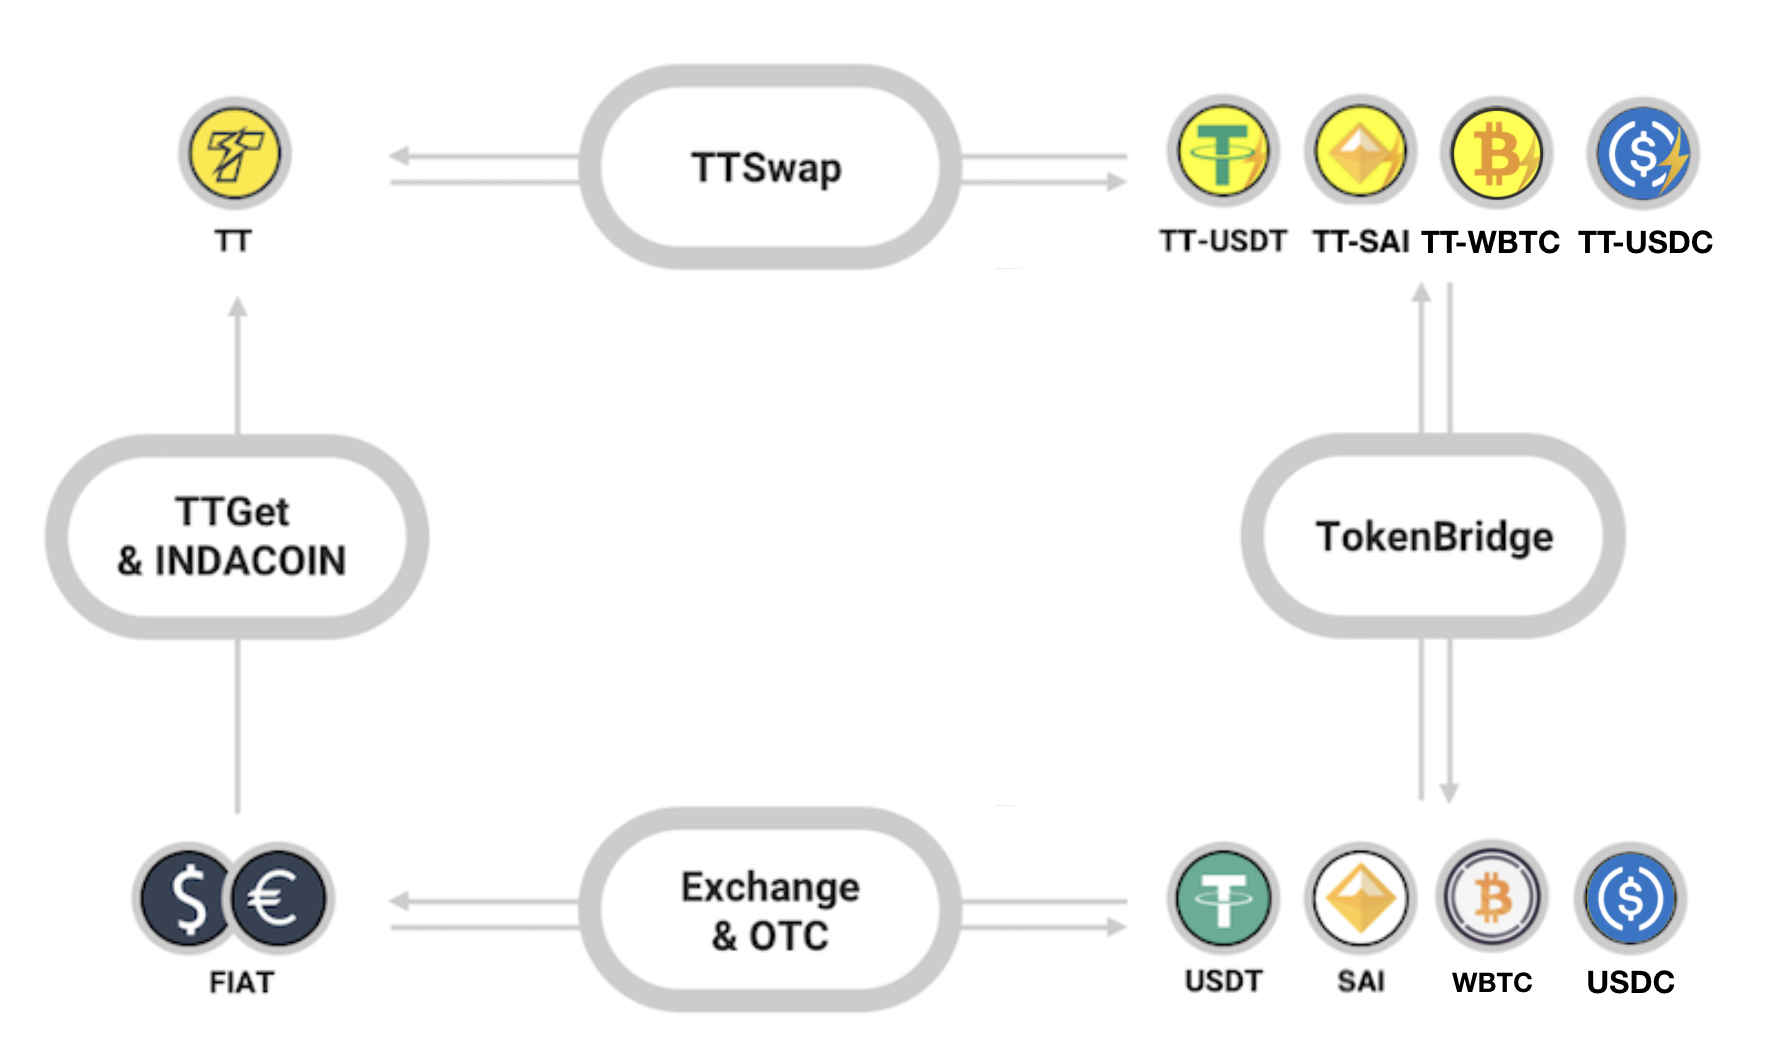 TTSwap
TT
TT-USDT TT-SAI TT-WBTC TT-USDC
TTGet
& INDACOIN
TokenBridge
Exchange
& OTC
FIAT
USDT SAI WBTC USDC